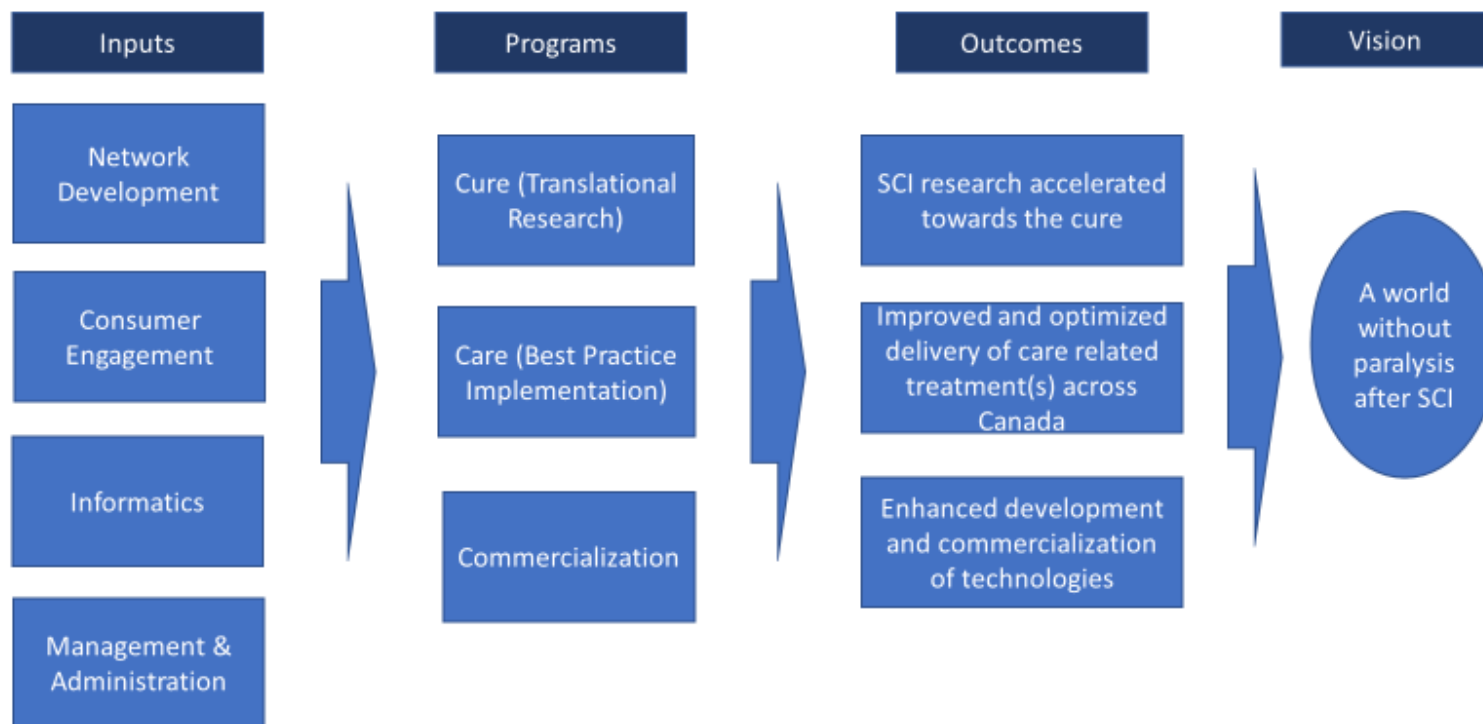 Inputs
Programs
Outcomes
Vision
Network
Development
Consumer
Engagement
Informatics
Management &
Administration
Cure (Translational
Research)
Care (Best Practice
Implementation)
Commercialization
SCI research accelerated
towards the cure
Improved and optimized
delivery of care related
treatment(s) across
Canada
Enhanced development
and commercialization
of technologies
A world
without
paralysis
after SCI